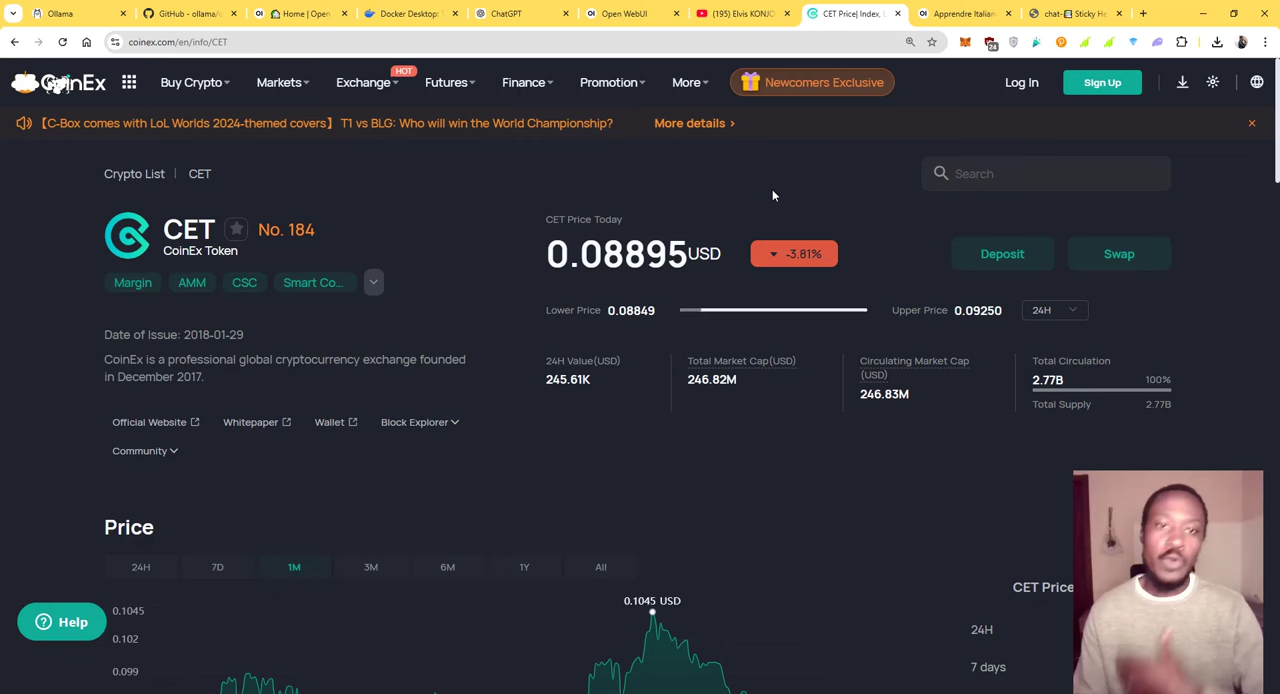 Ollama
GitHub - ollama/o
Home | Open
Docker Desktop:
ChatGPT
Open WebUI
(195) Elvis KONJO
CET Price| Index, L
Apprendre Italian
chat- Sticky He
coinex.com/en/info/CET
24
CoinEx
Buy Crypto
Markets
Exchange
HOT
Futures
Finance
Promotion
More
Newcomers Exclusive
Log In
Sign Up
【C-Box comes with LoL Worlds 2024-themed covers】 T1 vs BLG: Who will win the World Championship?
More details >
Crypto List | CET
Search
CET
No. 184
CoinEx Token
Margin
AMM
CSC
Smart Co...
Date of Issue: 2018-01-29
CoinEx is a professional global cryptocurrency exchange founded
in December 2017.
Official Website
Whitepaper
Wallet
Block Explorer
Community
CET Price Today
0.08895 USD
-3.81%
Deposit
Swap
Lower Price 0.08849
Upper Price 0.09250
24H
24H Value(USD)
245.61K
Total Market Cap(USD)
246.82M
Circulating Market Cap
(USD)
246.83M
Total Circulation
2.77B 100%
Total Supply 2.77B
Price
24H
7D
1M
3M
6M
1Y
All
0.1045 USD
0.1045
0.102
0.099
CET Price
24H
7 days
Help